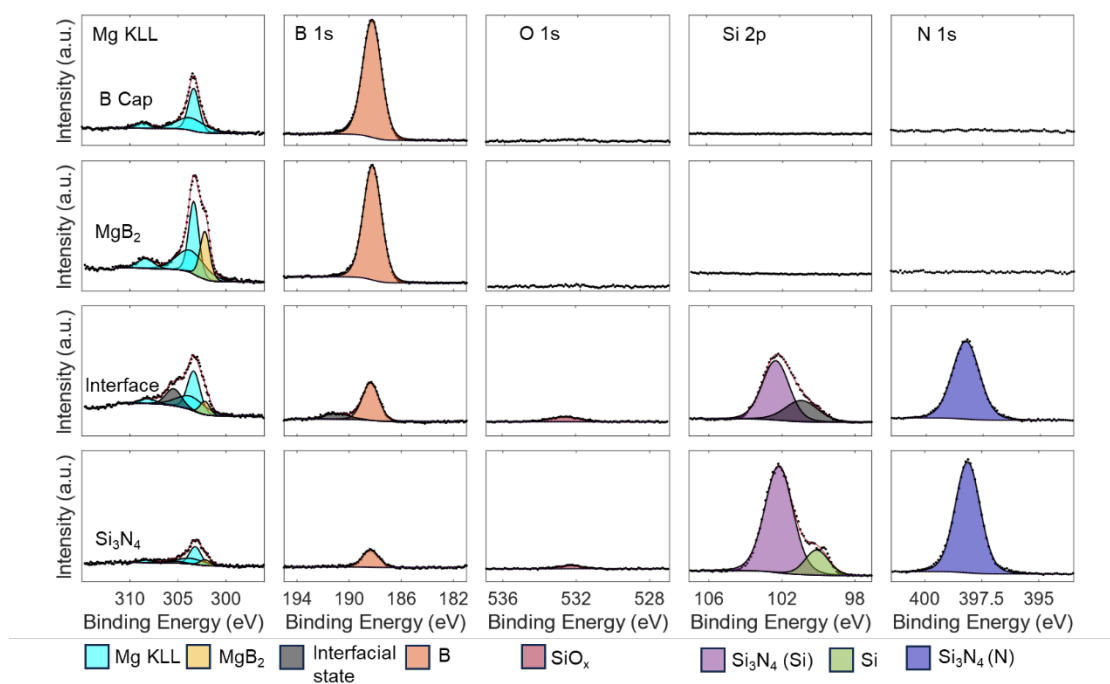 Mg KLL
B 1s
O 1s
Si 2p
N 1s
Intensity (a.u.)
B Cap
Intensity (a.u.)
MgB₂
Intensity (a.u.)
Interface
Intensity (a.u.)
Si₃N₄
310 305 300
194 190 186 182
536 532 528
106 102 98
400 397.5 395
Binding Energy (eV)
Binding Energy (eV)
Binding Energy (eV)
Binding Energy (eV)
Binding Energy (eV)
Mg KLL
MgB₂
Interfacial
state
B
SiOₓ
Si₃N₄ (Si)
Si
Si₃N₄ (N)